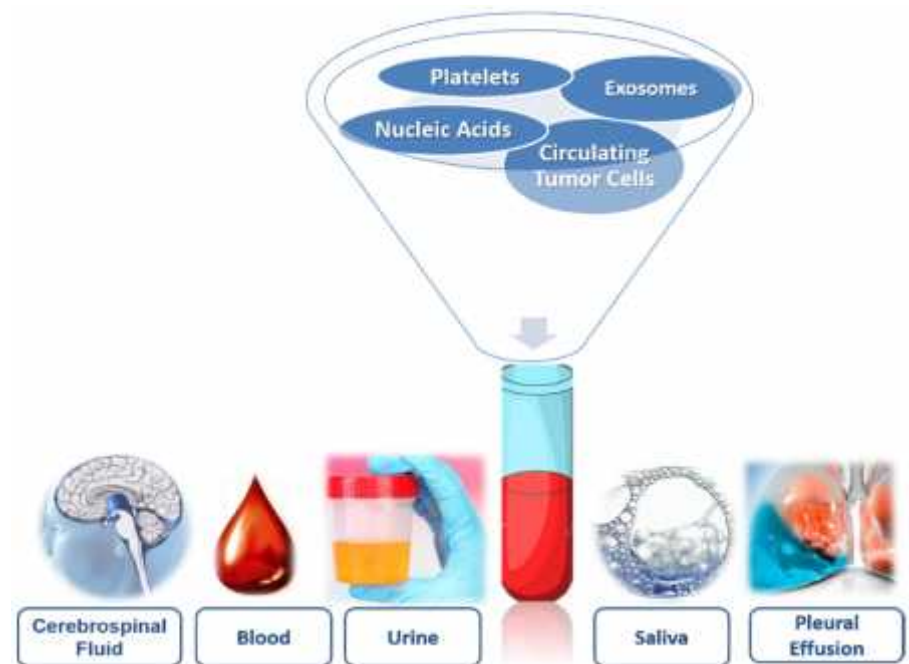 Platelets
Exosomes
Nucleic Acids
Circulating
Tumor Cells
Cerebrospinal
Fluid
Blood
Urine
Saliva
Pleural
Effusion